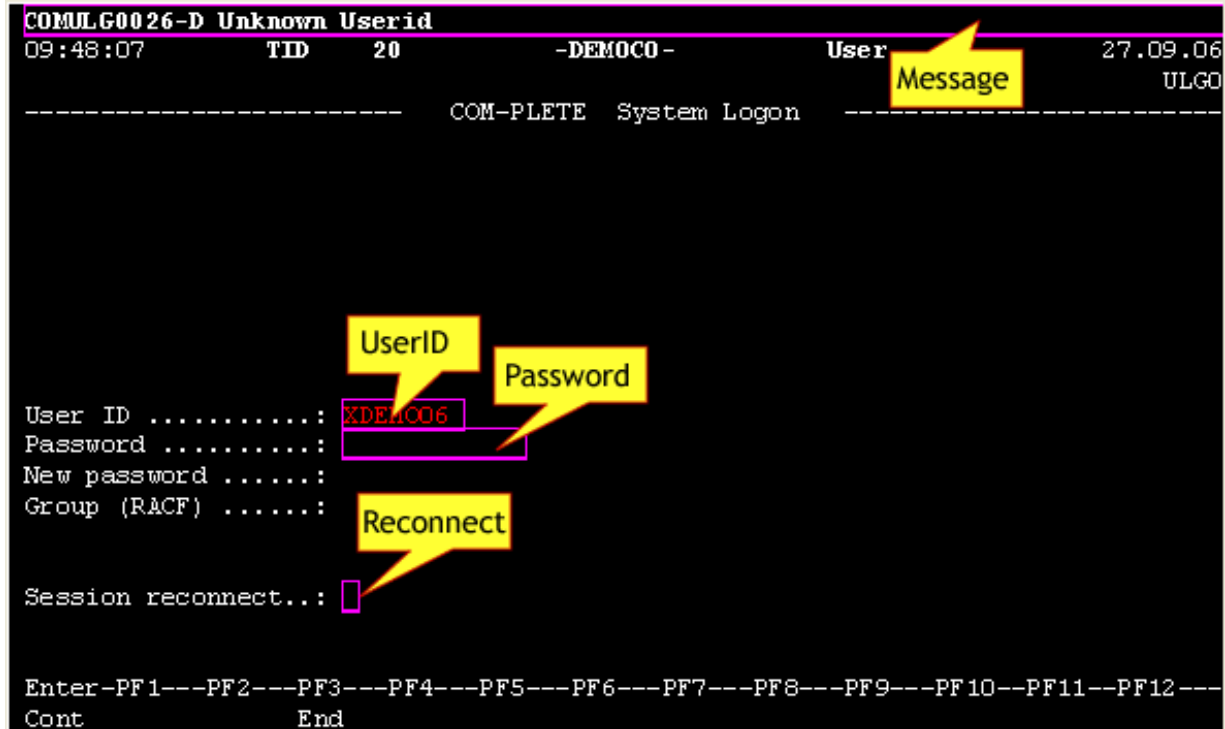 COMULG0026-D Unknown Userid
09:48:07 TID 20 -DEMOCO- User 27.09.06
Message
ULGO
------------------------- COM-PLETE System Logon -------------------------
UserID
Password
User ID ...........: XDEMOO6
Password ..........:
New password ......:
Group (RACF) ......:
Reconnect
Session reconnect..:
Enter-PF1---PF2---PF3---PF4---PF5---PF6---PF7---PF8---PF9---PF10--PF11--PF12---
Cont End